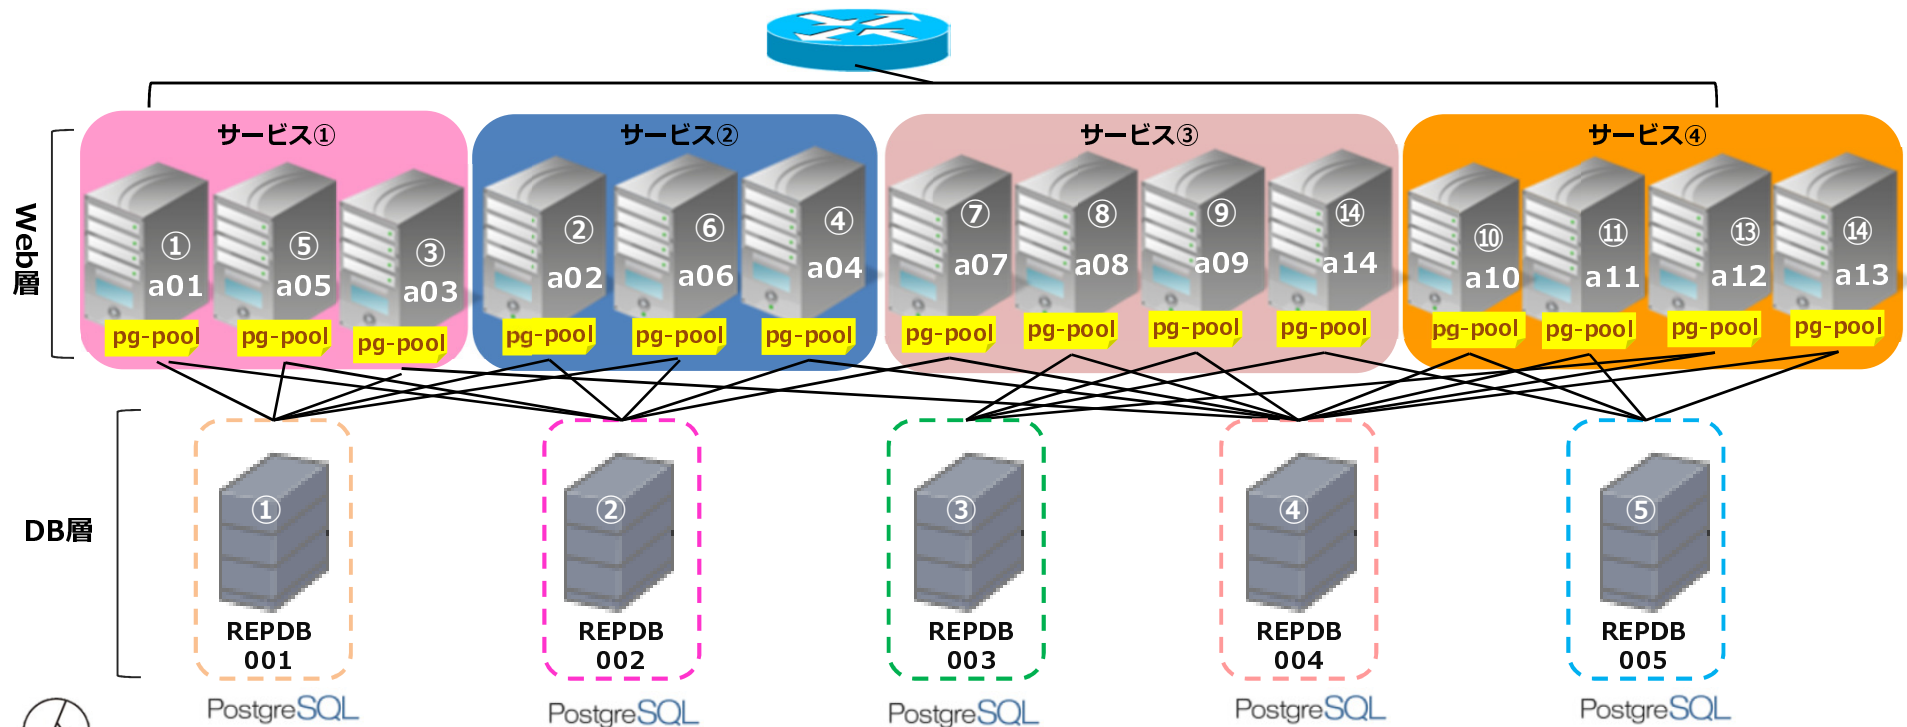 サービス①
サービス②
サービス③
サービス④
Web層
① a01
⑤ a05
③ a03
② a02
⑥ a06
④ a04
⑦ a07
⑧ a08
⑨ a09
⑭ a14
⑩ a10
⑪ a11
⑬ a12
⑭ a13
pg-pool
pg-pool
pg-pool
pg-pool
pg-pool
pg-pool
pg-pool
pg-pool
pg-pool
pg-pool
pg-pool
pg-pool
pg-pool
pg-pool
DB層
①
②
③
④
⑤
REPDB
001
REPDB
002
REPDB
003
REPDB
004
REPDB
005
PostgreSQL
PostgreSQL
PostgreSQL
PostgreSQL
PostgreSQL